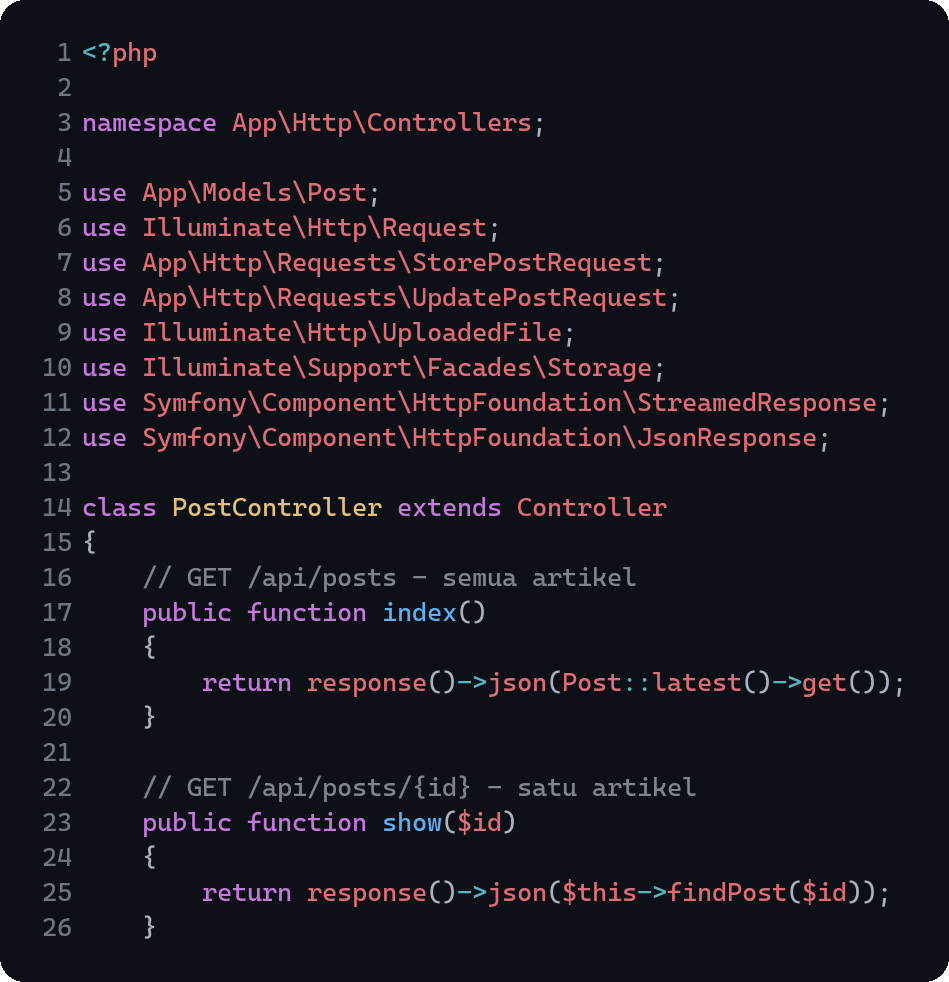 1 <?php
2
3 namespace App\Http\Controllers;
4
5 use App\Models\Post;
6 use Illuminate\Http\Request;
7 use App\Http\Requests\StorePostRequest;
8 use App\Http\Requests\UpdatePostRequest;
9 use Illuminate\Http\UploadedFile;
10 use Illuminate\Support\Facades\Storage;
11 use Symfony\Component\HttpFoundation\StreamedResponse;
12 use Symfony\Component\HttpFoundation\JsonResponse;
13
14 class PostController extends Controller
15 {
16     // GET /api/posts - semua artikel
17     public function index()
18     {
19         return response()->json(Post::latest()->get());
20     }
21
22     // GET /api/posts/{id} - satu artikel
23     public function show($id)
24     {
25         return response()->json($this->findPost($id));
26     }